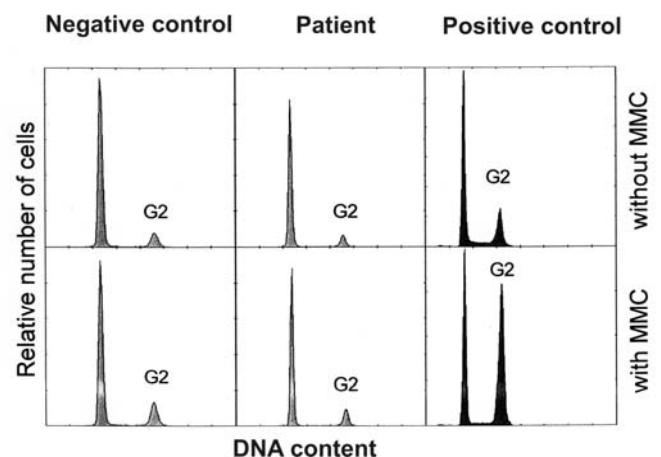 Negative control Patient Positive control
Relative number of cells
G2 G2 G2
without MMC
G2 G2 G2
with MMC
DNA content